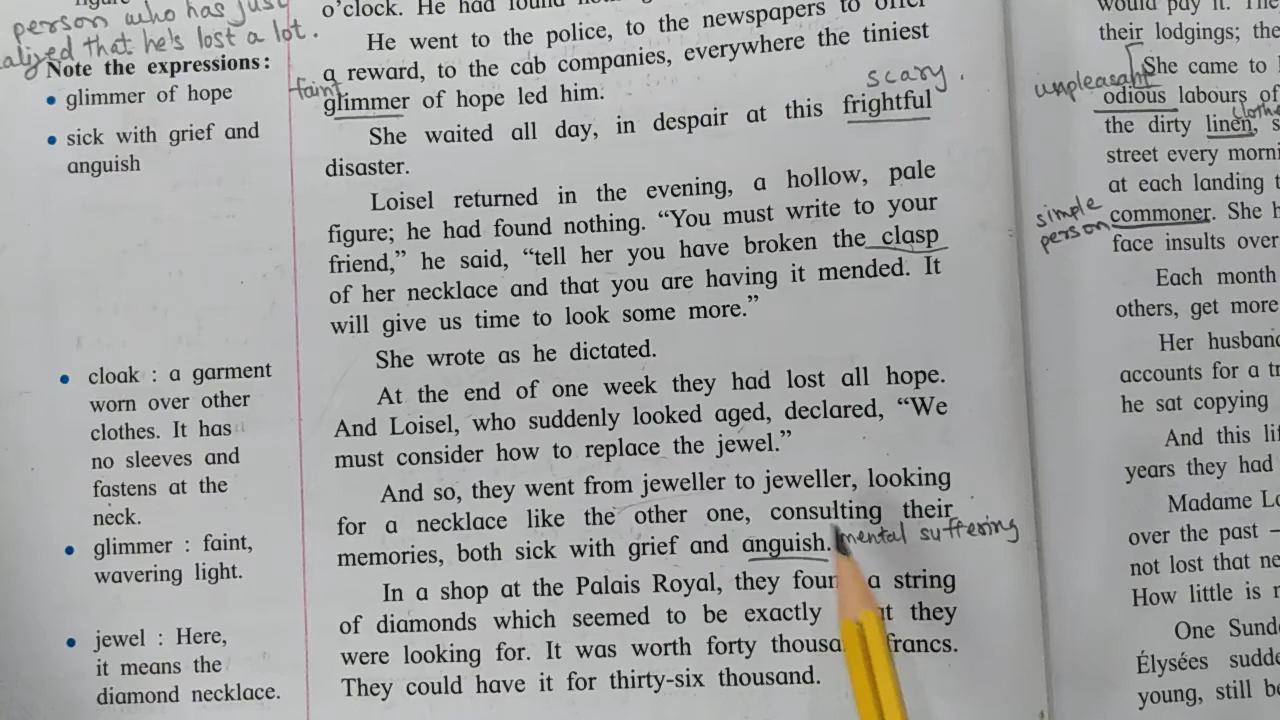 person who has just
alized that he's lost a lot.
Note the expressions:
• glimmer of hope
• sick with grief and
anguish
• cloak : a garment
worn over other
clothes. It has
no sleeves and
fastens at the
neck.
• glimmer : faint,
wavering light.
• jewel : Here,
it means the
diamond necklace.
o'clock. He had found
He went to the police, to the newspapers to offer
a reward, to the cab companies, everywhere the tiniest
faint
scary.
glimmer of hope led him.
She waited all day, in despair at this frightful
disaster.
Loisel returned in the evening, a hollow, pale
figure; he had found nothing. "You must write to your
friend," he said, "tell her you have broken the clasp
of her necklace and that you are having it mended. It
will give us time to look some more."
She wrote as he dictated.
At the end of one week they had lost all hope.
And Loisel, who suddenly looked aged, declared, "We
must consider how to replace the jewel."
And so, they went from jeweller to jeweller, looking
for a necklace like the other one, consulting their
memories, both sick with grief and anguish. mental suffering
In a shop at the Palais Royal, they a string
of diamonds which seemed to be exactly they
were looking for. It was worth forty francs.
They could have it for thirty-six thousand.
would pay it.
their lodgings;
She came to
unpleasant
odious labours of
the dirty linen,
street every
at each landing
simple
person
commoner. She
face insults over
Each month
others, get more
Her
accounts for a
he sat copying
And this
years they had
Madame
over the past –
not lost that
How little is
One
Élysées
young, still